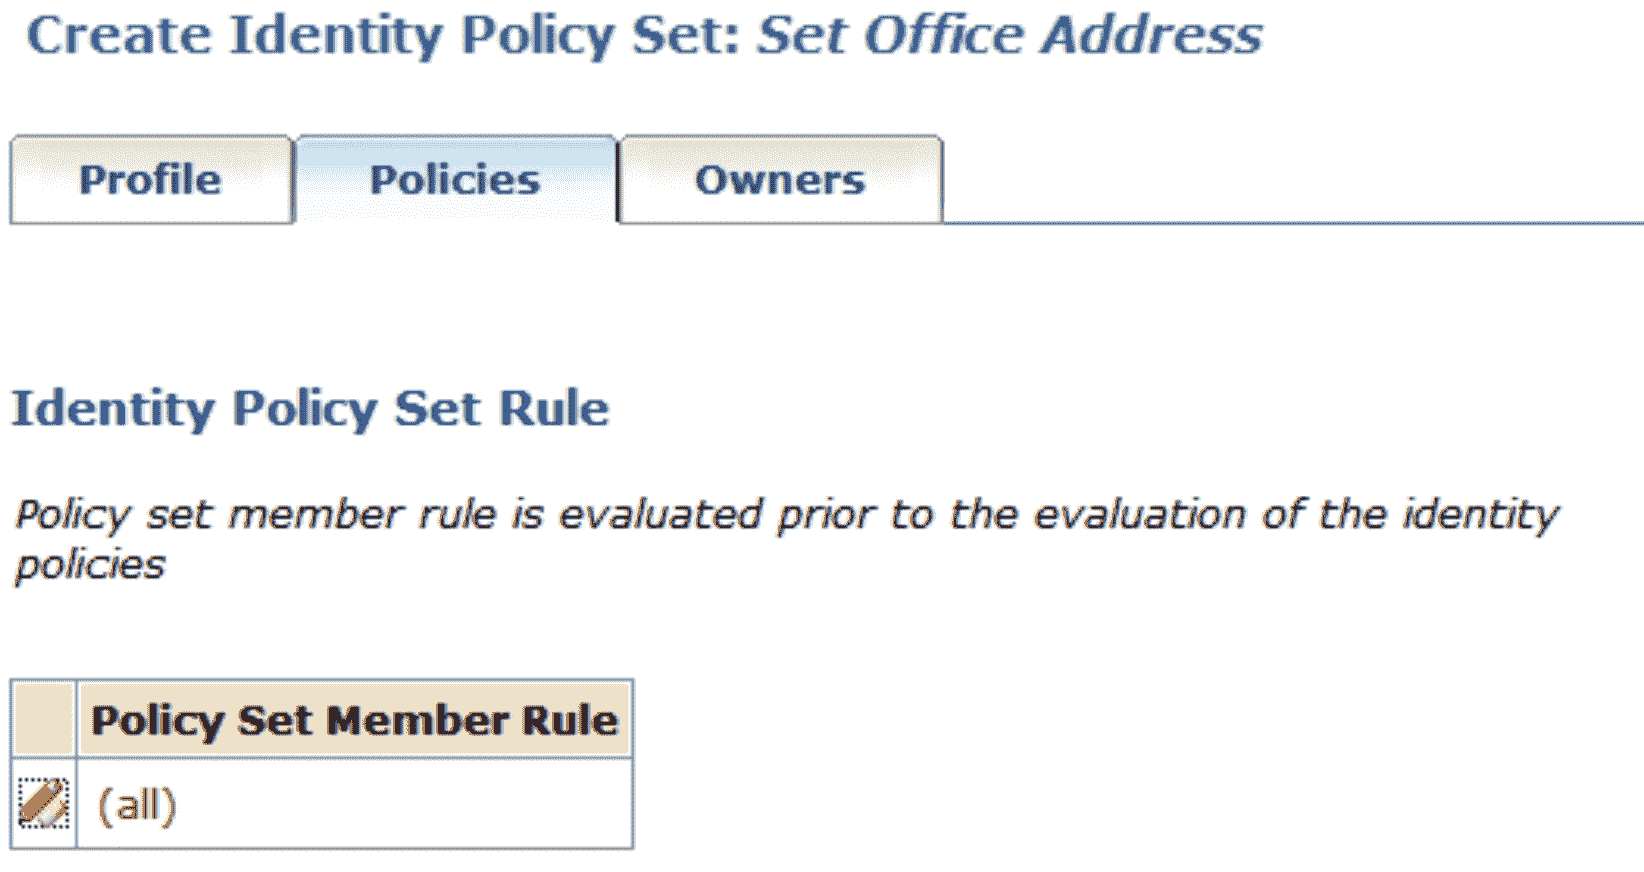 Create Identity Policy Set: Set Office Address
Profile
Policies
Owners
Identity Policy Set Rule
Policy set member rule is evaluated prior to the evaluation of the identity
policies
Policy Set Member Rule
(all)